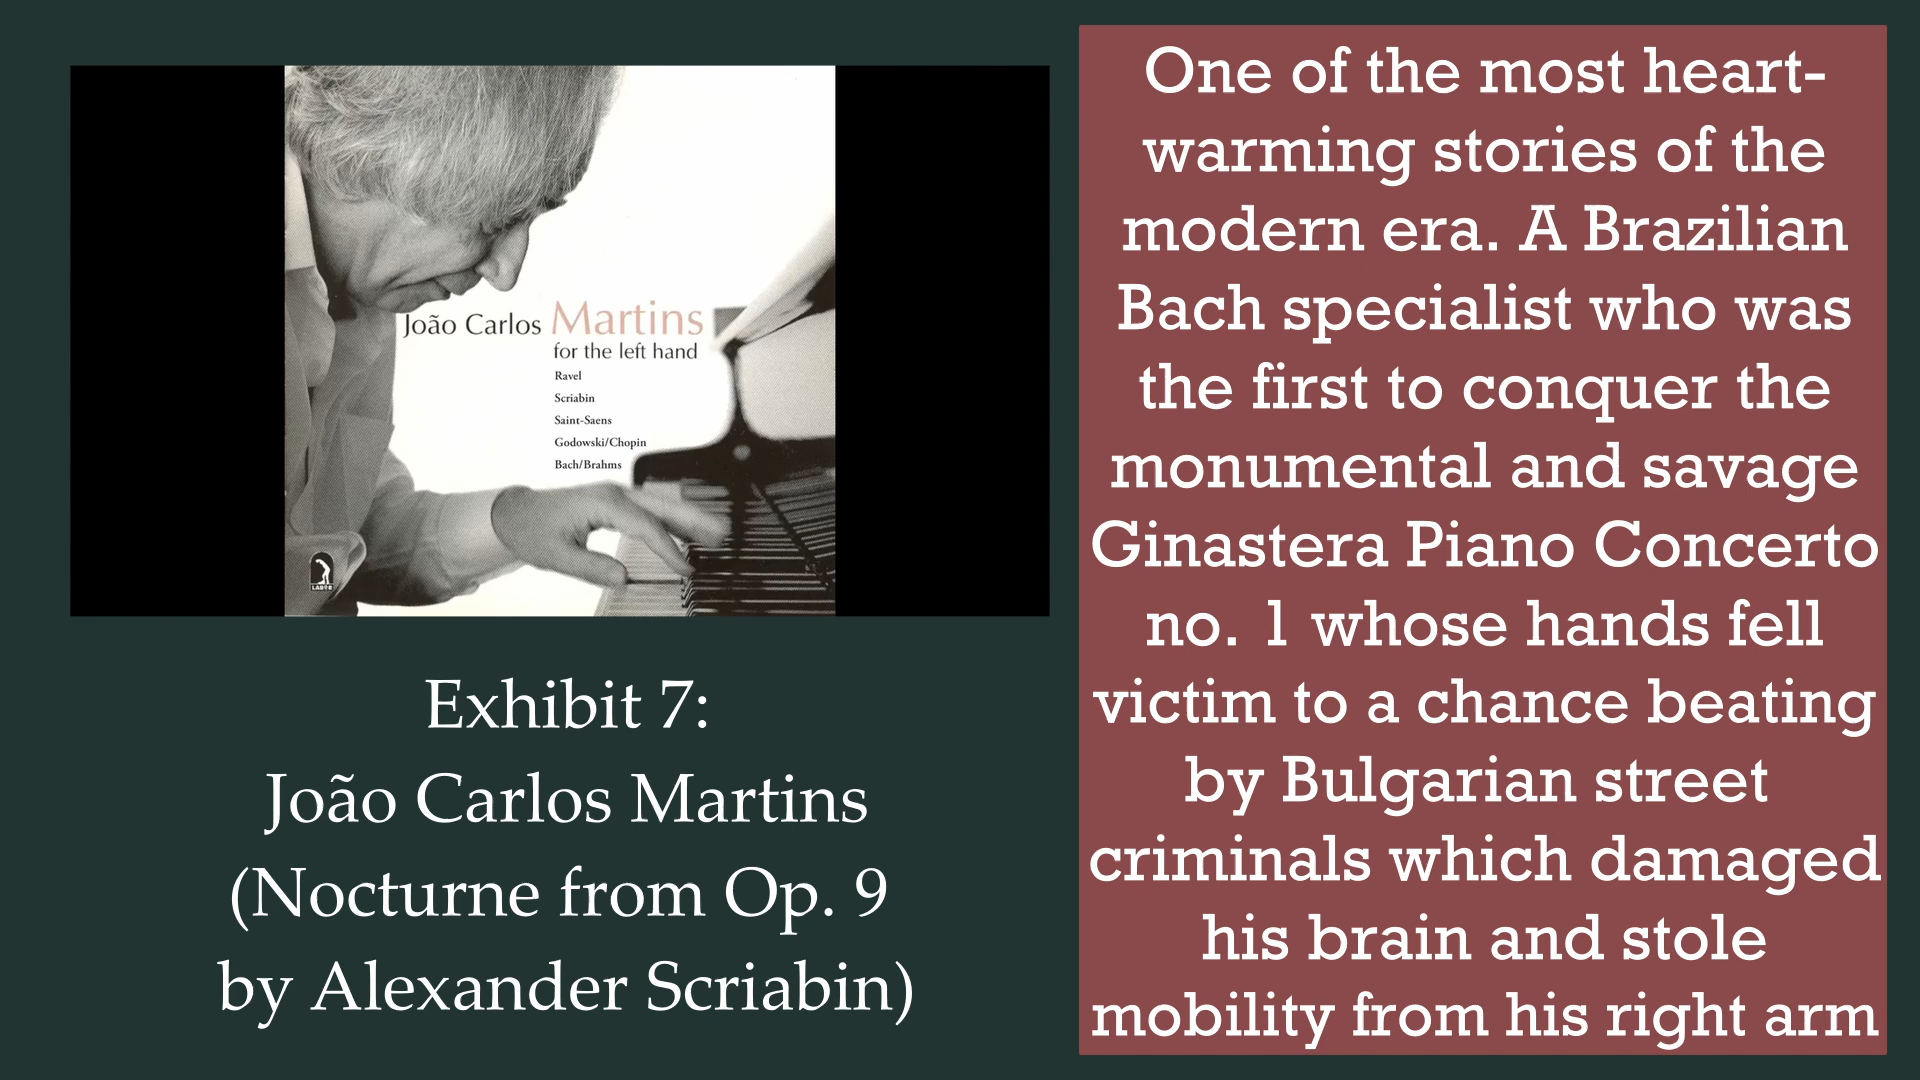 João Carlos Martins
for the left hand
Ravel
Scriabin
Saint-Saens
Godowski/Chopin
Bach/Brahms
LABOR
Exhibit 7:
João Carlos Martins
(Nocturne from Op. 9
by Alexander Scriabin)
One of the most heart-
warming stories of the
modern era. A Brazilian
Bach specialist who was
the first to conquer the
monumental and savage
Ginastera Piano Concerto
no. 1 whose hands fell
victim to a chance beating
by Bulgarian street
criminals which damaged
his brain and stole
mobility from his right arm